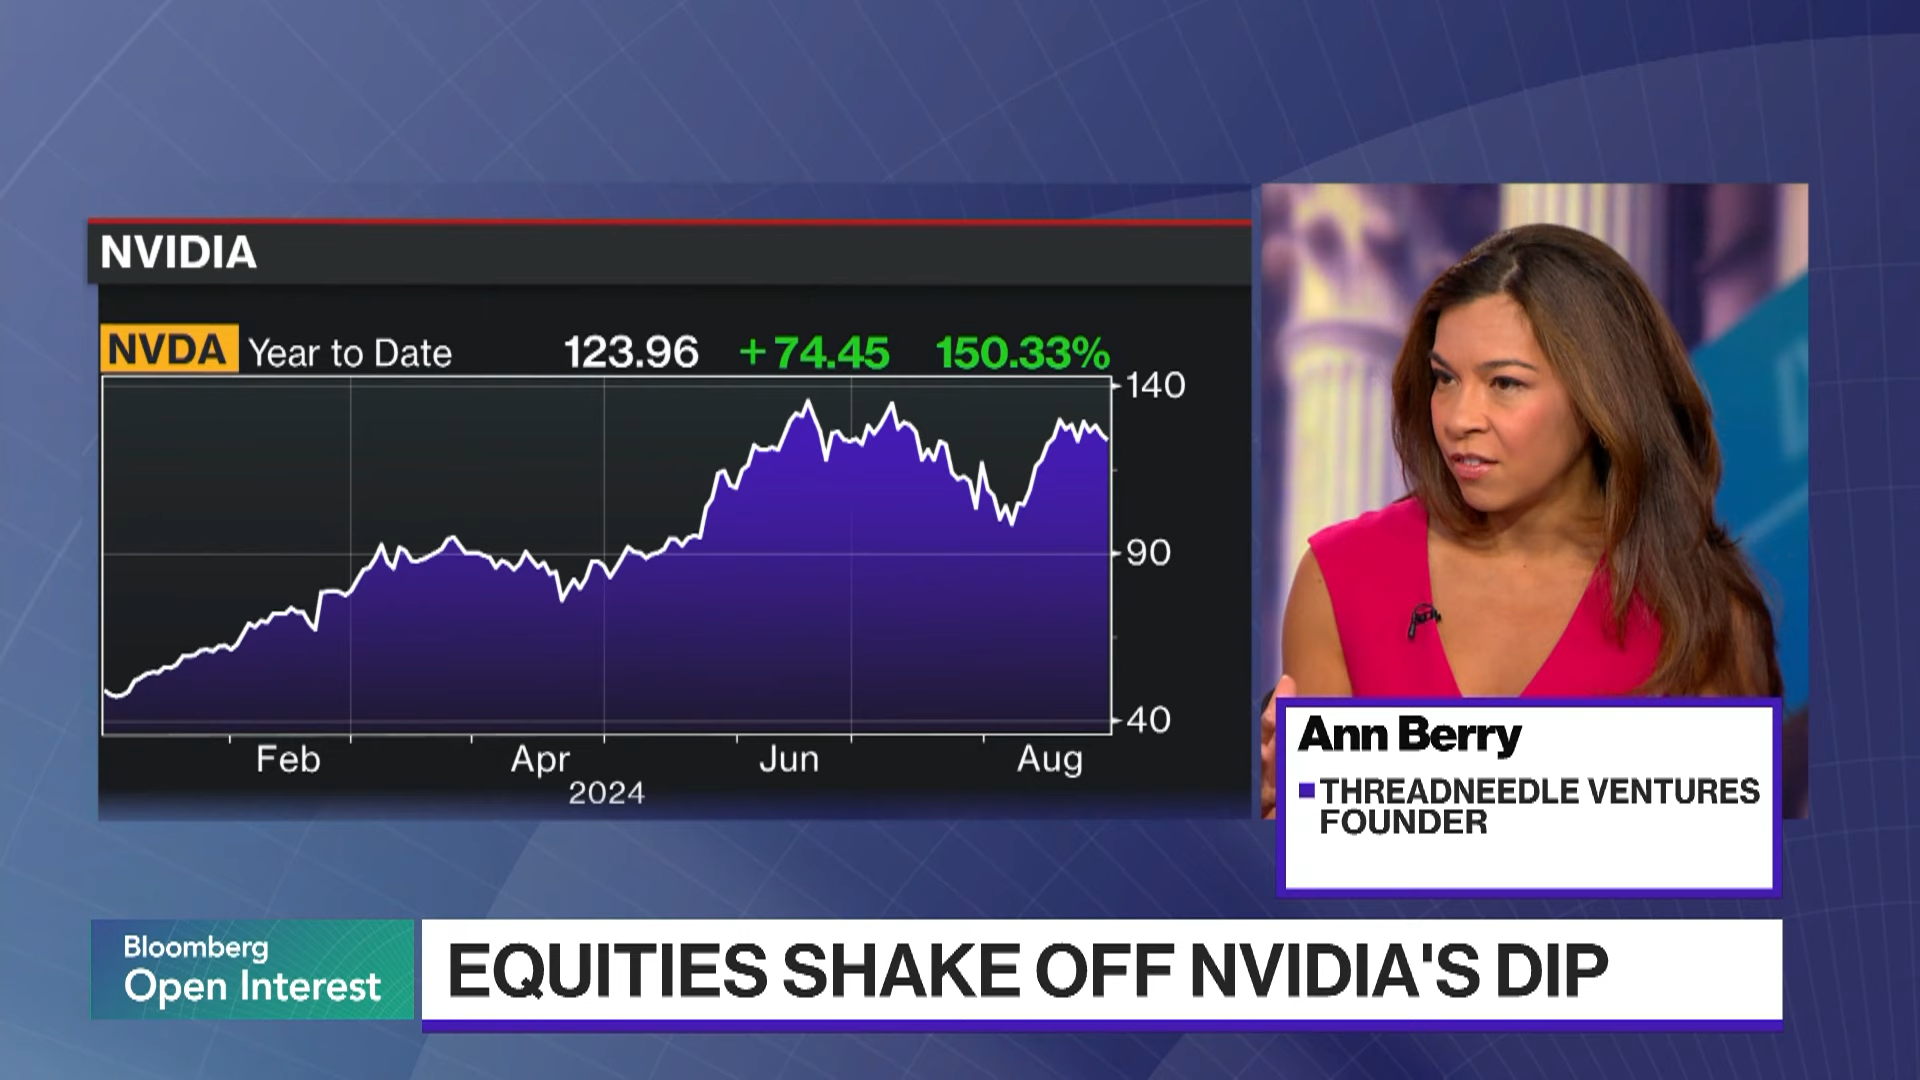 NVIDIA
NVDA Year to Date 123.96 +74.45 150.33%
140
90
40
Feb Apr Jun Aug
2024
Ann Berry
THREADNEEDLE VENTURES
FOUNDER
Bloomberg
Open Interest
EQUITIES SHAKE OFF NVIDIA'S DIP